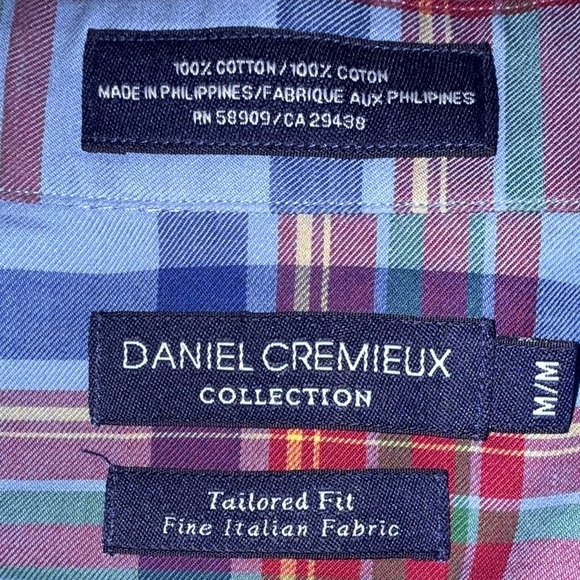 100% COTTON/100% COTON
MADE IN PHILIPPINES/FABRIQUE AUX PHILIPINES
RN 58909/CA 29438
DANIEL CREMIEUX
COLLECTION
M/M
Tailored Fit
Fine Italian Fabric